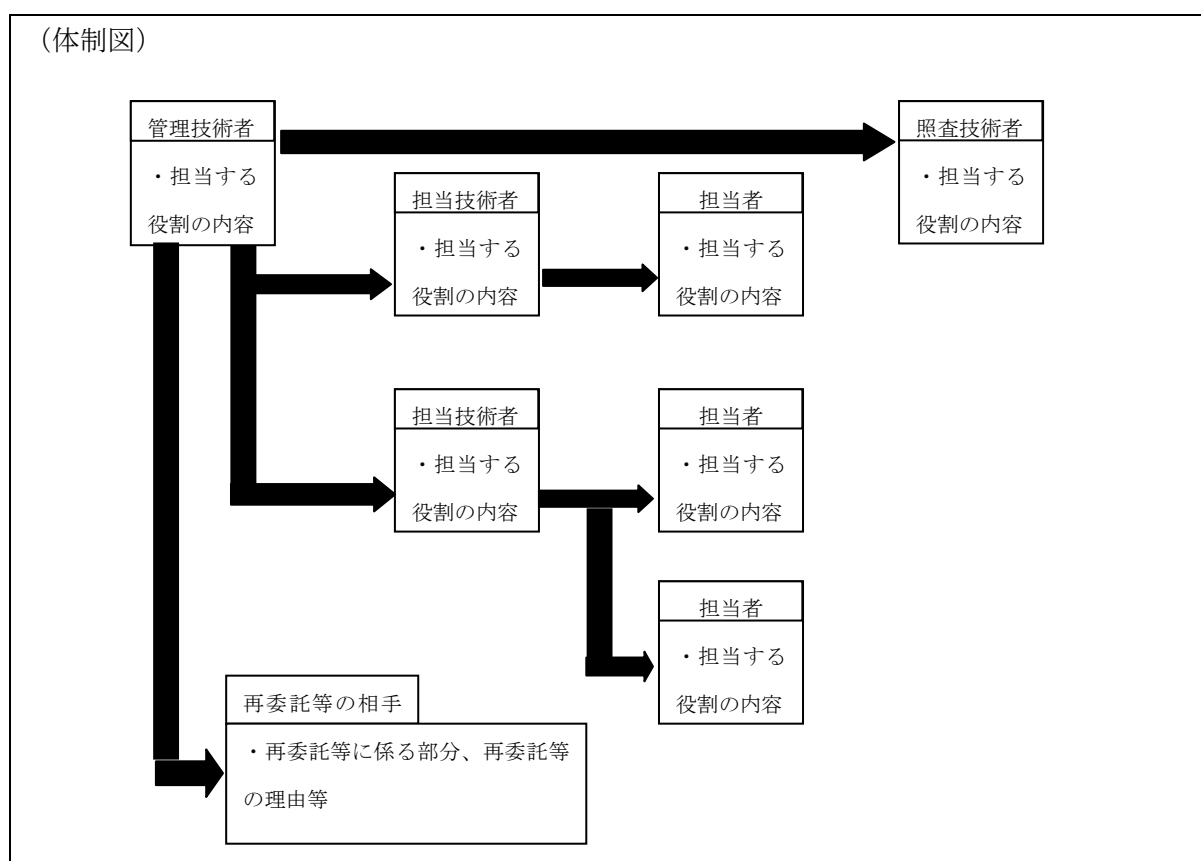 （体制図）
管理技術者
・担当する
役割の内容
照査技術者
・担当する
役割の内容
担当技術者
・担当する
役割の内容
担当者
・担当する
役割の内容
担当技術者
・担当する
役割の内容
担当者
・担当する
役割の内容
担当者
・担当する
役割の内容
再委託等の相手
・再委託等に係る部分、再委託等
の理由等